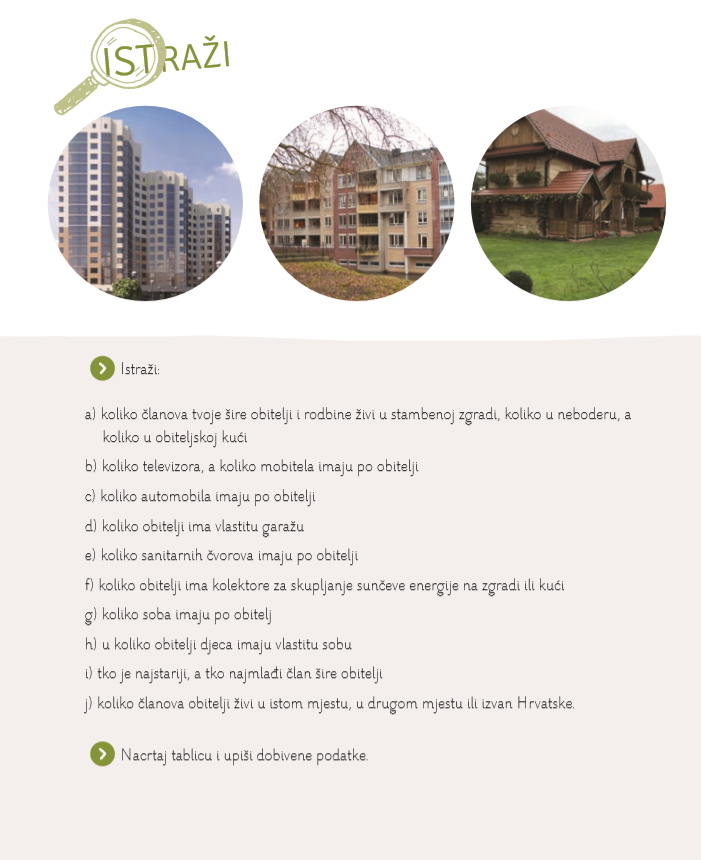 ISTRAŽI
Istraži:
a) koliko članova tvoje šire obitelji i rodbine živi u stambenoj zgradi, koliko u neboderu, a
koliko u obiteljskoj kući
b) koliko televizora, a koliko mobitela imaju po obitelji
c) koliko automobila imaju po obitelji
d) koliko obitelji ima vlastitu garažu
e) koliko sanitarnih čvorova imaju po obitelji
f) koliko obitelji ima kolektore za skupljanje sunčeve energije na zgradi ili kući
g) koliko soba imaju po obitelj
h) u koliko obitelji djeca imaju vlastitu sobu
i) tko je najstariji, a tko najmlađi član šire obitelji
j) koliko članova obitelji živi u istom mjestu, u drugom mjestu ili izvan Hrvatske.
Nacrtaj tablicu i upiši dobivene podatke.